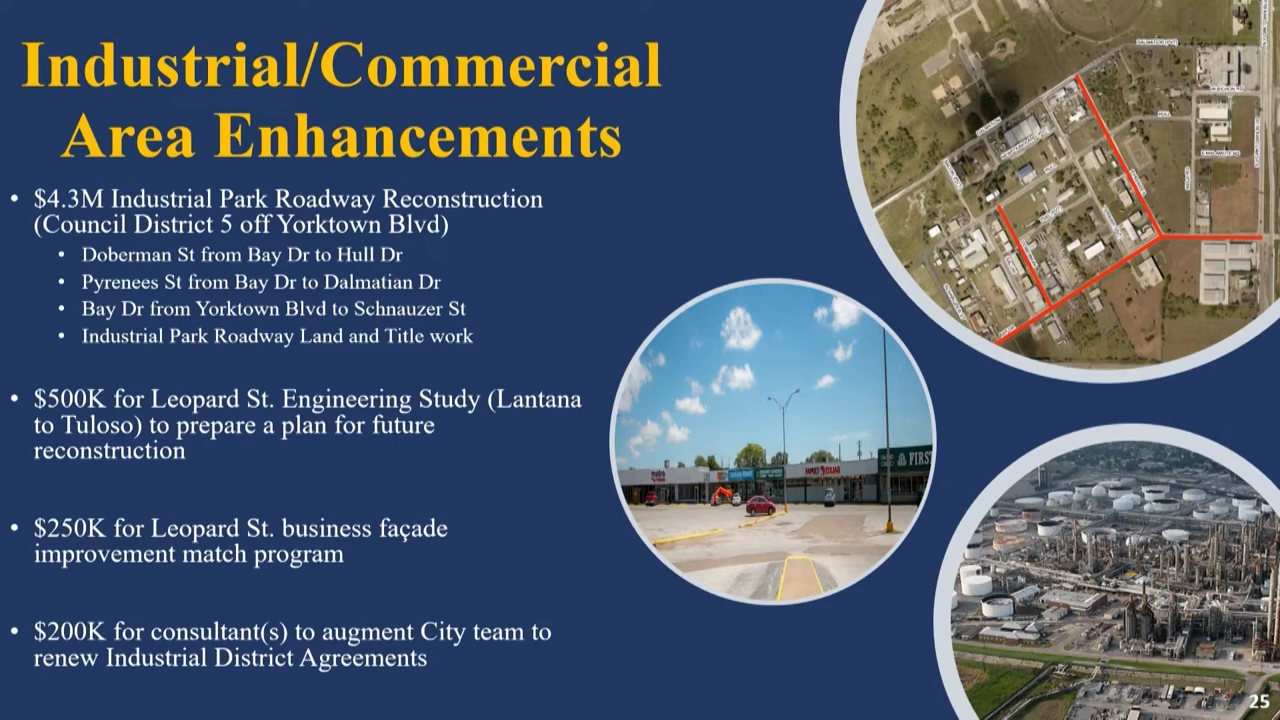 Industrial/Commercial
Area Enhancements
• $4.3M Industrial Park Roadway Reconstruction
(Council District 5 off Yorktown Blvd)
• Doberman St from Bay Dr to Hull Dr
• Pyrenees St from Bay Dr to Dalmatian Dr
• Bay Dr from Yorktown Blvd to Schnauzer St
• Industrial Park Roadway Land and Title work
• $500K for Leopard St. Engineering Study (Lantana
to Tuloso) to prepare a plan for future
reconstruction
• $250K for Leopard St. business façade
improvement match program
• $200K for consultant(s) to augment City team to
renew Industrial District Agreements
metro
FAMILY DOLLAR
FIRST
25